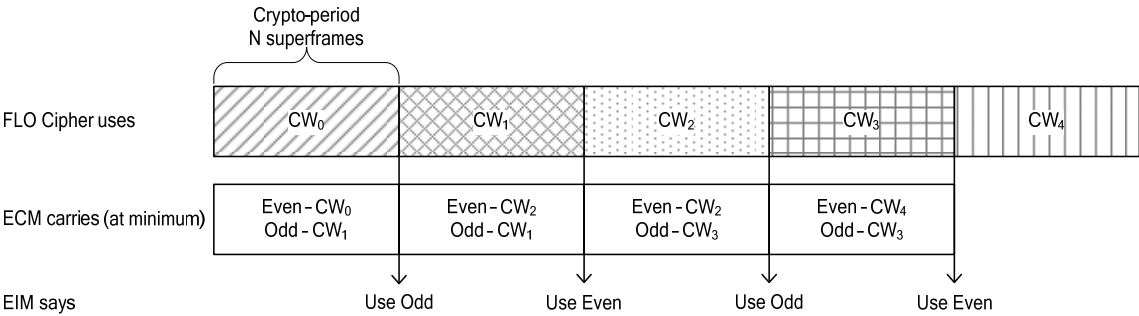 Crypto-period
N superframes
FLO Cipher uses
CW₀
CW₁
CW₂
CW₃
CW₄
ECM carries (at minimum)
Even – CW₀
Odd – CW₁
Even – CW₂
Odd – CW₁
Even – CW₂
Odd – CW₃
Even – CW₄
Odd – CW₃
EIM says
Use Odd
Use Even
Use Odd
Use Even